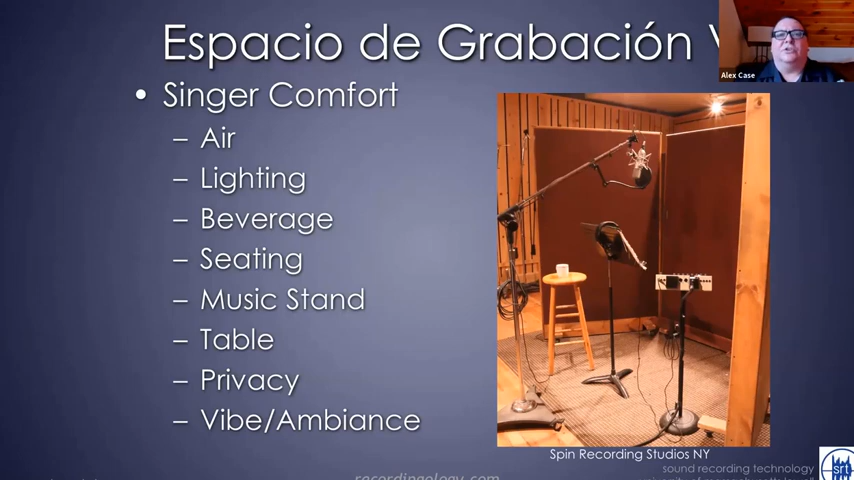 Espacio de Grabación
Alex Case
• Singer Comfort
– Air
– Lighting
– Beverage
– Seating
– Music Stand
– Table
– Privacy
– Vibe/Ambiance
Spin Recording Studios NY
sound recording technology
recordingology.com
srt